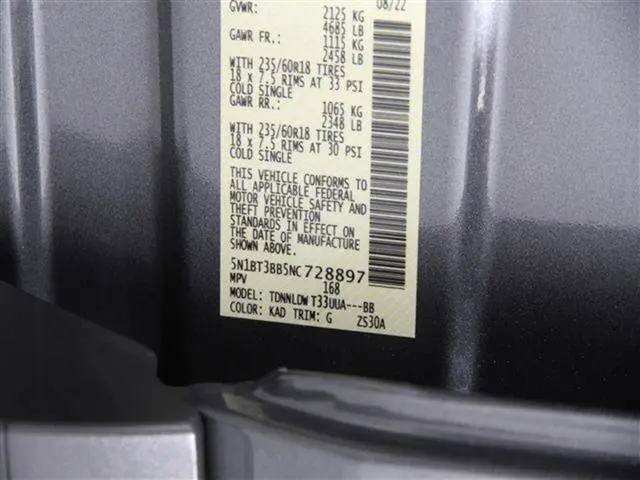 08/22
GVWR: 2125 KG
4685 LB
GAWR FR.: 1115 KG
2458 LB
WITH 235/60R18 TIRES
18 x 7.5 RIMS AT 33 PSI
COLD SINGLE
GAWR RR.: 1065 KG
2348 LB
WITH 235/60R18 TIRES
18 x 7.5 RIMS AT 30 PSI
COLD SINGLE
THIS VEHICLE CONFORMS TO
ALL APPLICABLE FEDERAL
MOTOR VEHICLE SAFETY AND
THEFT PREVENTION
STANDARDS IN EFFECT ON
THE DATE OF MANUFACTURE
SHOWN ABOVE.
5N1BT3BB5NC728897
MPV 168
MODEL: TDNNLDW T33UUA---BB
COLOR: KAD TRIM: G ZS30A